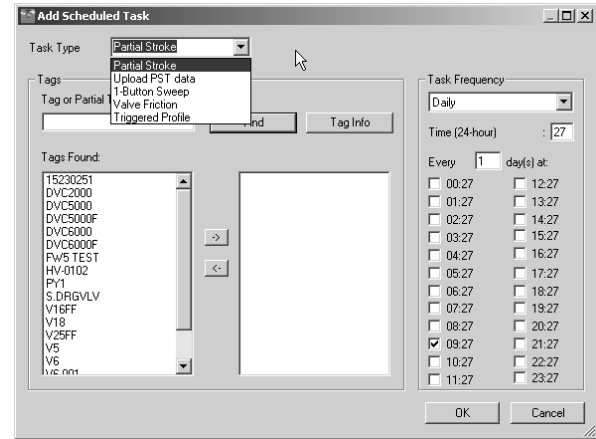 Add Scheduled Task
Task Type
Partial Stroke
Partial Stroke
Upload PST data
1-Button Sweep
Valve Friction
Triggered Profile
Tags
Tag or Partial
Tag Info
Tags Found:
15230251
DVC2000
DVC5000
DVC5000F
DVC6000
DVC6000F
FW5 TEST
HV-0102
PY1
S.DRGVLV
V16FF
V18
V25FF
V5
V6
V6.001
->
<-
Task Frequency
Daily
Time (24-hour) : 27
Every 1 day(s) at:
00:27 12:27
01:27 13:27
02:27 14:27
03:27 15:27
04:27 16:27
05:27 17:27
06:27 18:27
07:27 19:27
08:27 20:27
09:27 21:27
10:27 22:27
11:27 23:27
OK Cancel